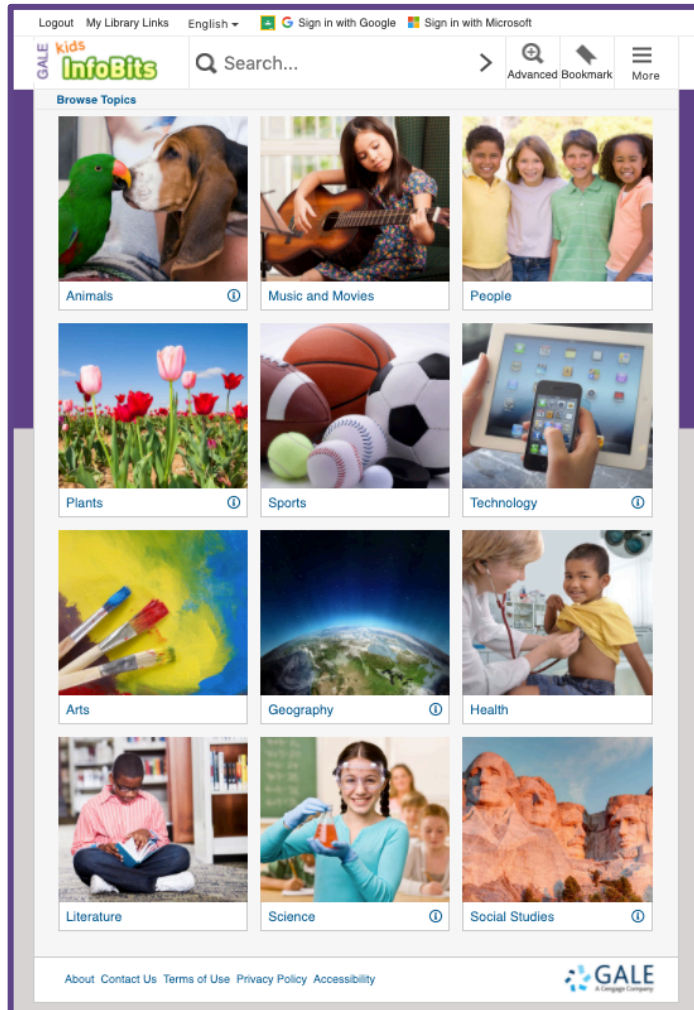 Logout My Library Links English Sign in with Google Sign in with Microsoft
GALE kids InfoBits
Search...
Advanced Bookmark More
Browse Topics
Animals Music and Movies People
Plants Sports Technology
Arts Geography Health
Literature Science Social Studies
About Contact Us Terms of Use Privacy Policy Accessibility
GALE
A Cengage Company